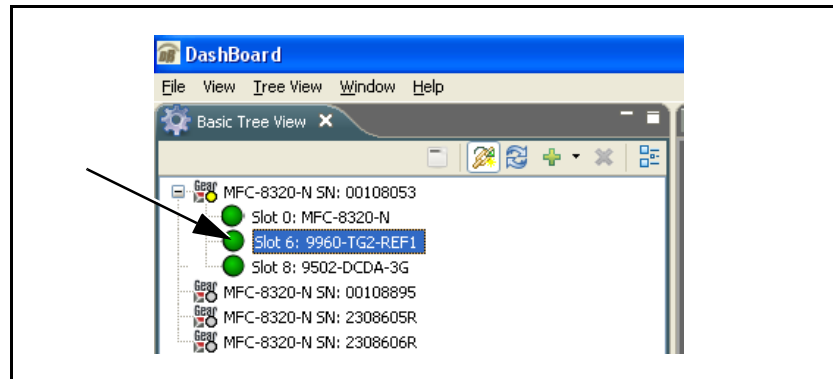 DashBoard
File View Tree View Window Help
Basic Tree View
MFC-8320-N SN: 00108053
Slot 0: MFC-8320-N
Slot 6: 9960-TG2-REF1
Slot 8: 9502-DCDA-3G
MFC-8320-N SN: 00108895
MFC-8320-N SN: 2308605R
MFC-8320-N SN: 2308606R